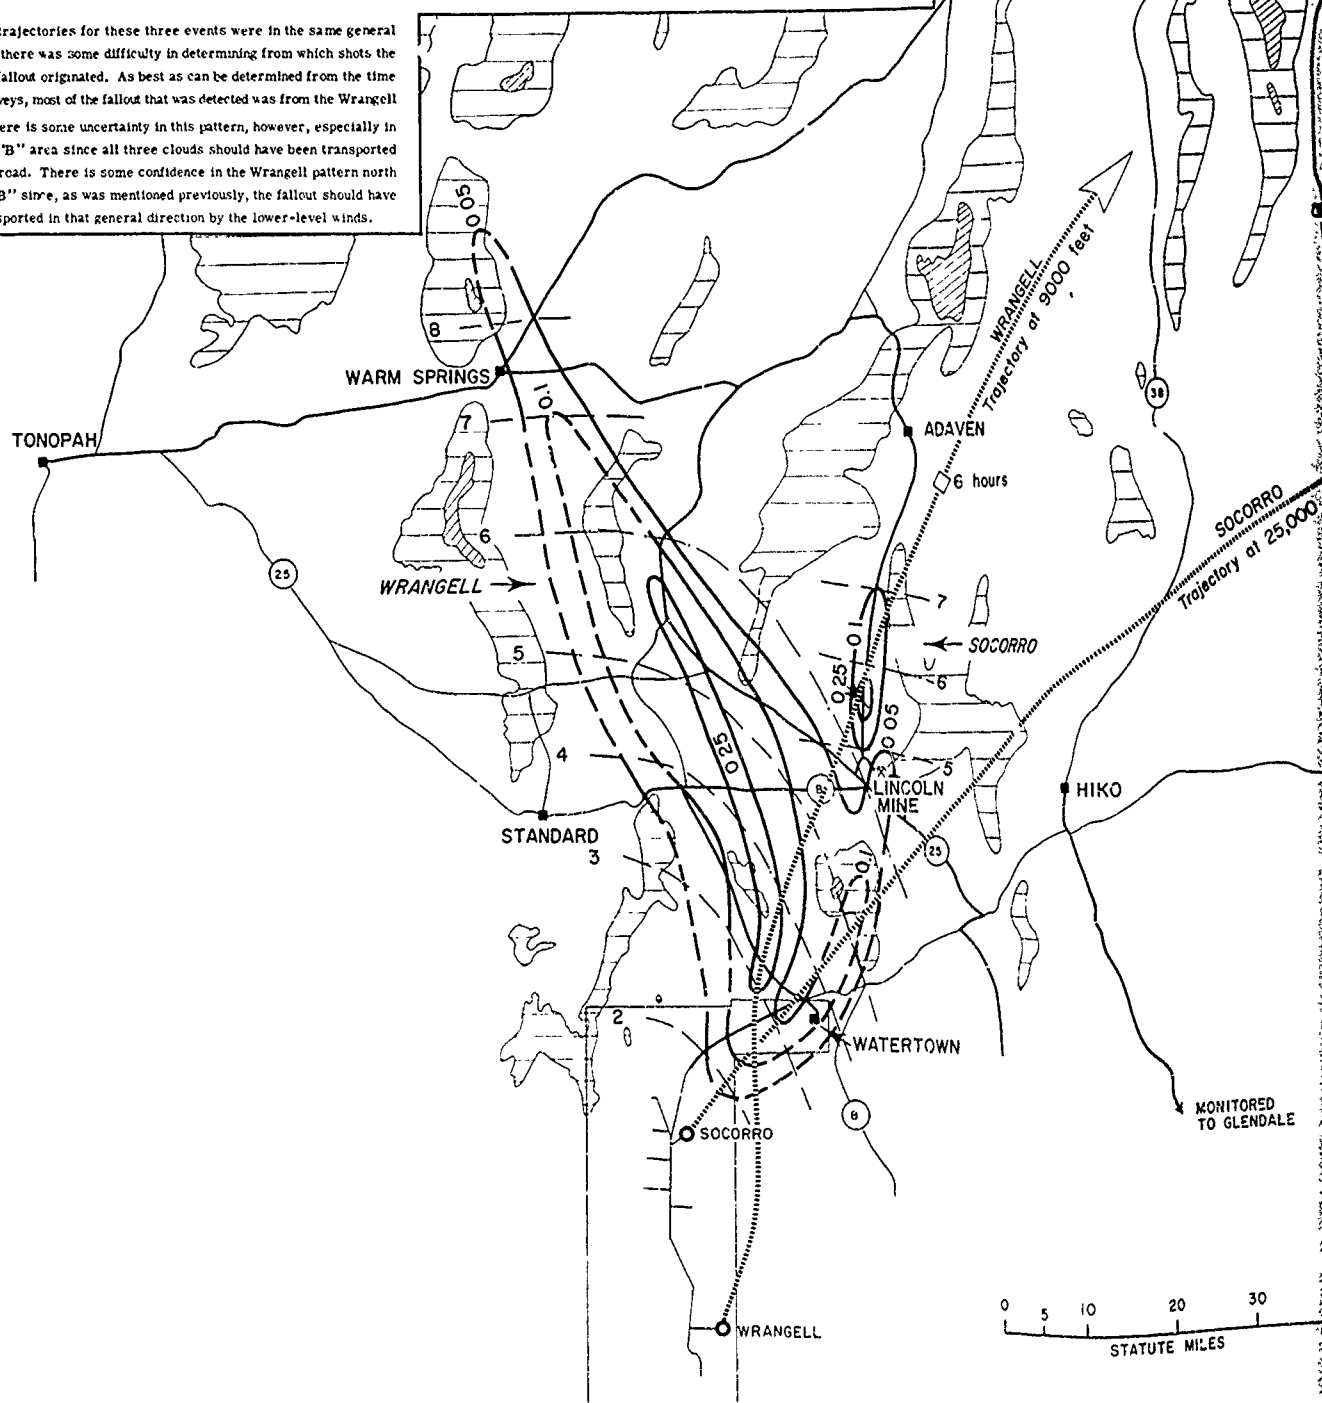 trajectories for these three events were in the same general
there was some difficulty in determining from which shots the
fallout originated. As best as can be determined from the time
veys, most of the fallout that was detected was from the Wrangell
ere is some uncertainty in this pattern, however, especially in
"B" area since all three clouds should have been transported
road. There is some confidence in the Wrangell pattern north
B" since, as was mentioned previously, the fallout should have
sported in that general direction by the lower-level winds.
0.05
8
WARM SPRINGS
0.1
7
TONOPAH
6
25
WRANGELL
5
4
0.25
STANDARD
3
2
WRANGELL
Trajectory at 9000 feet
38
ADAVEN
6 hours
SOCORRO
Trajectory at 25,000
7
0.1
SOCORRO
0.25
6
0.05
5
8
LINCOLN
MINE
HIKO
25
0.1
WATERTOWN
8
MONITORED
TO GLENDALE
SOCORRO
WRANGELL
0 5 10 20 30
STATUTE MILES